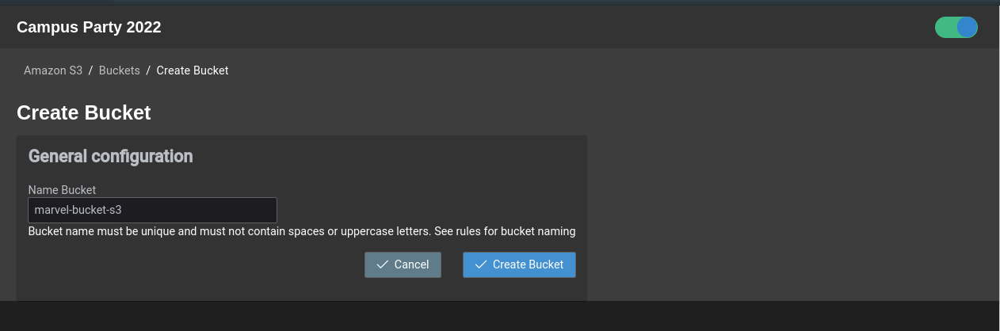 Campus Party 2022
Amazon S3 / Buckets / Create Bucket
Create Bucket
General configuration
Name Bucket
marvel-bucket-s3
Bucket name must be unique and must not contain spaces or uppercase letters. See rules for bucket naming
Cancel Create Bucket